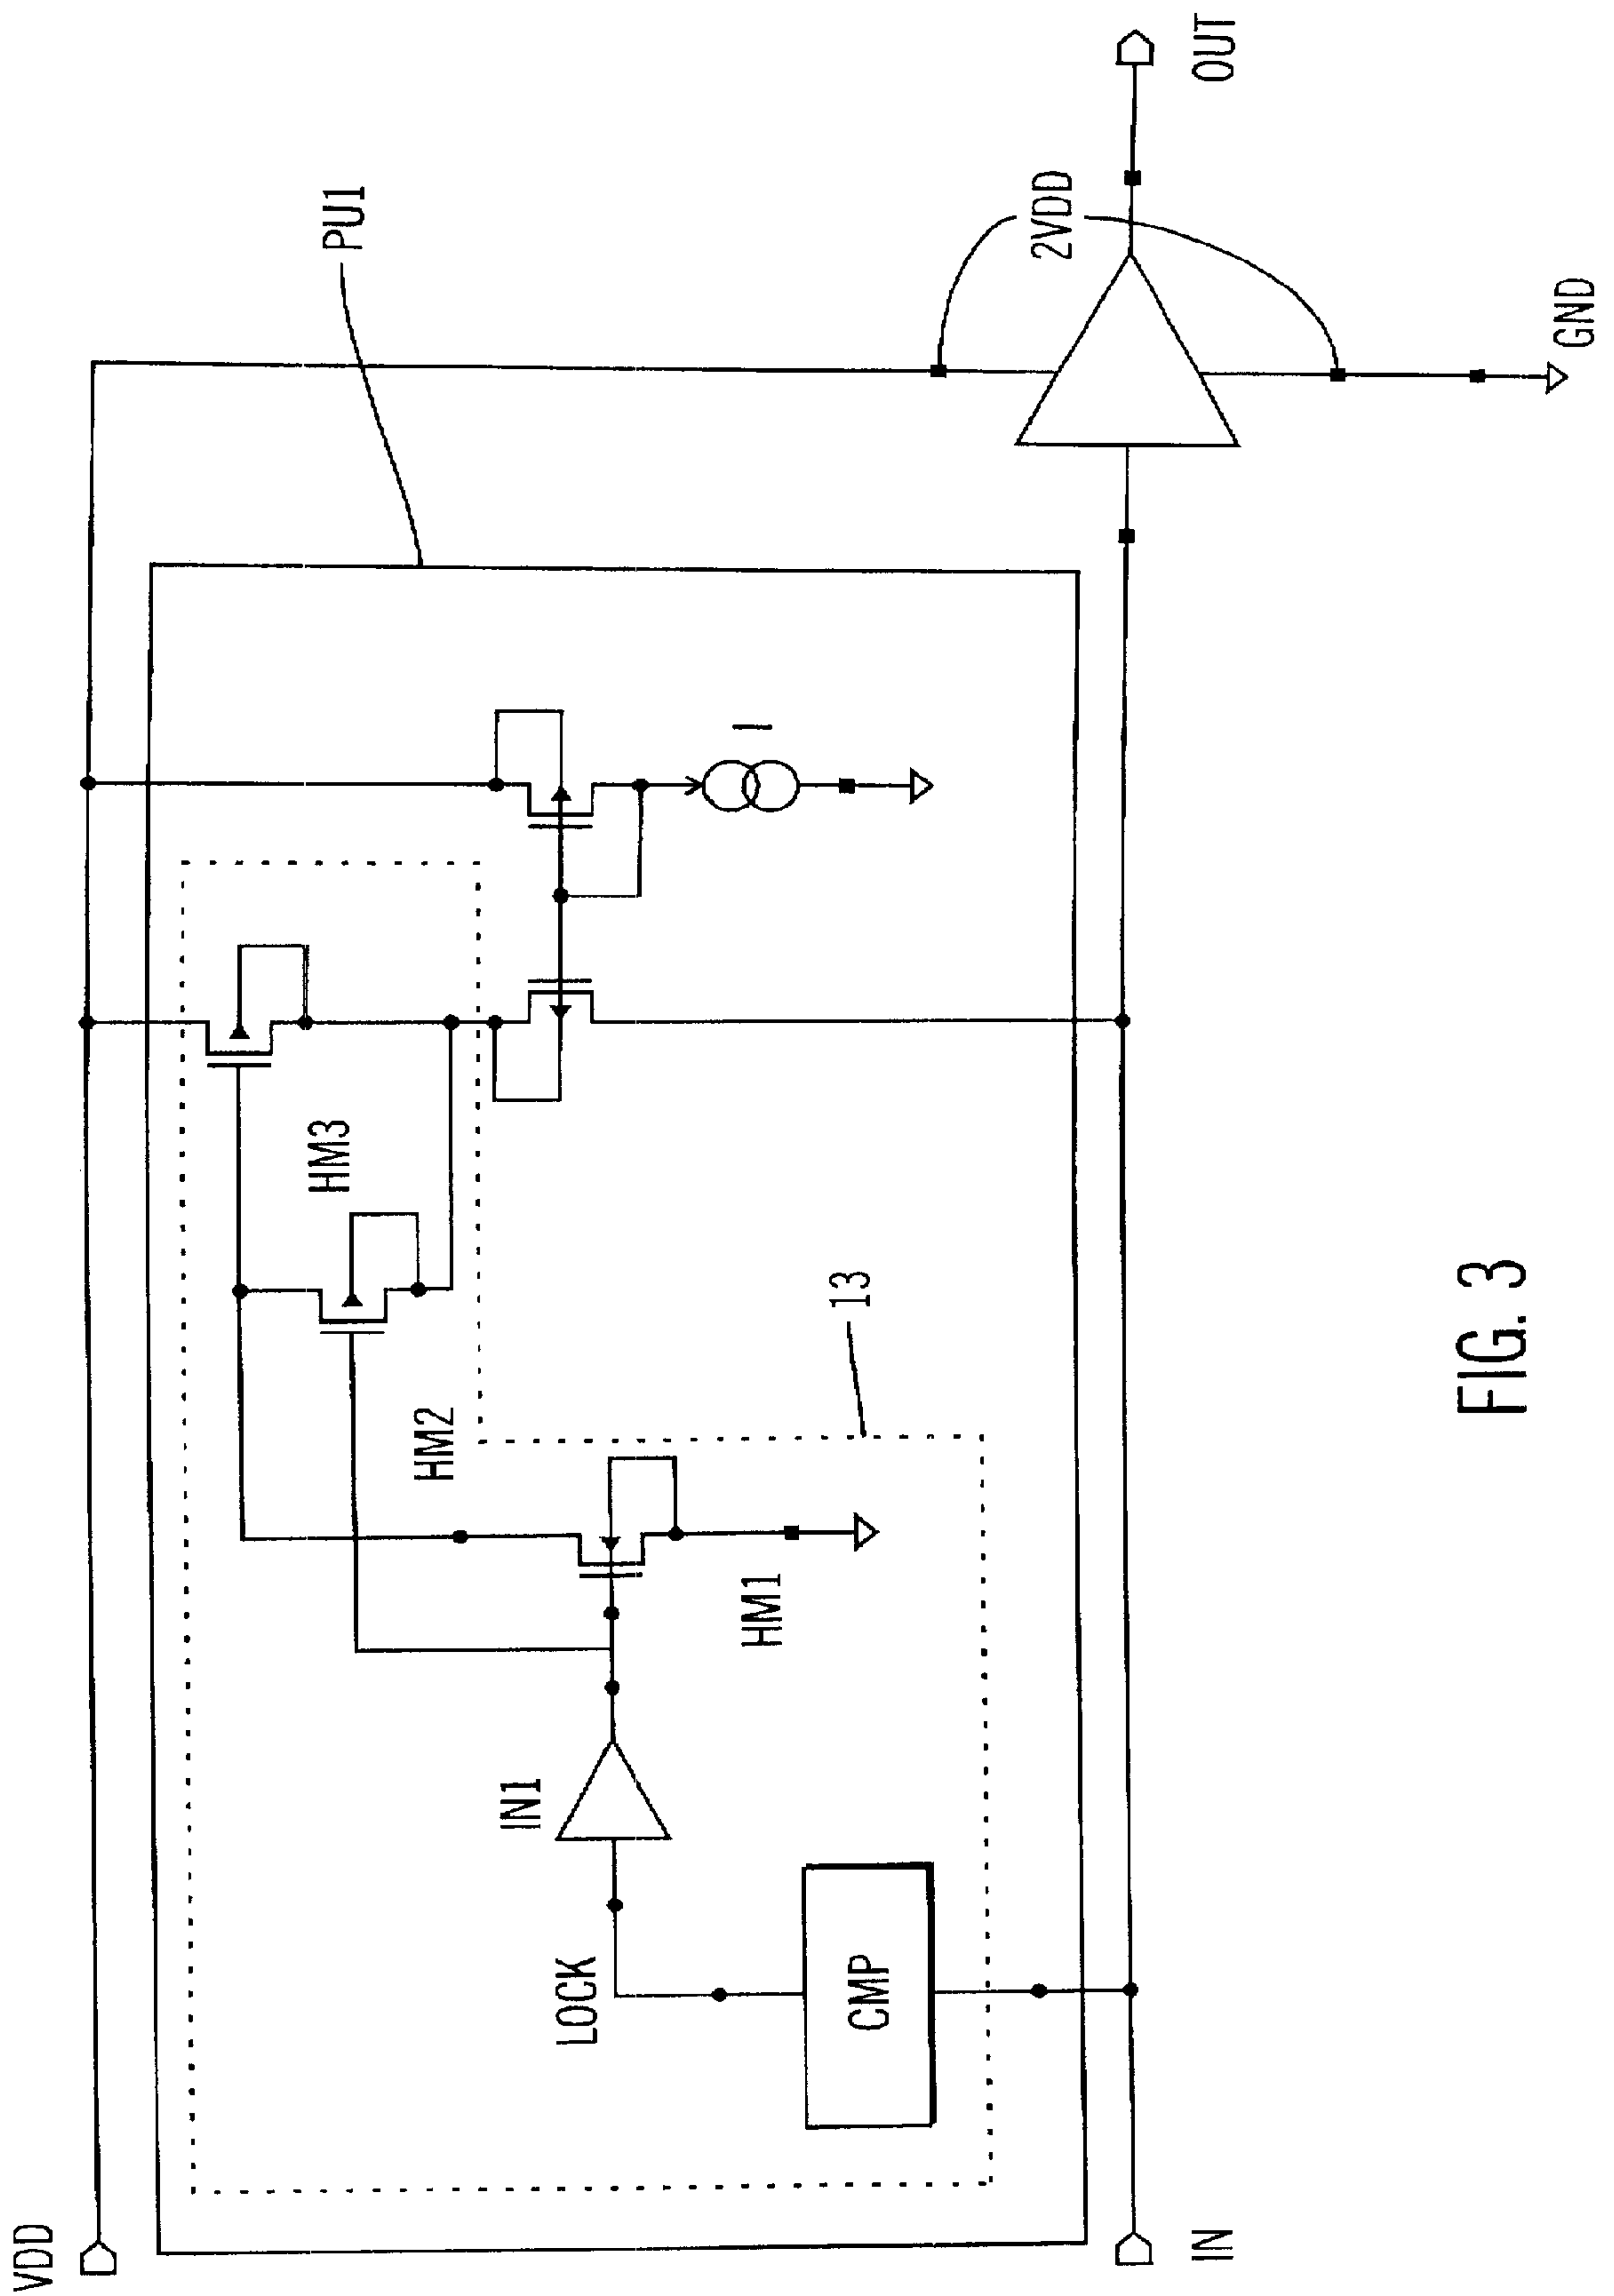 VDD
PU1
HM3
HM2
I
2VDD
OUT
IN1
LOCK
CMP
HM1
13
GND
IN
FIG. 3